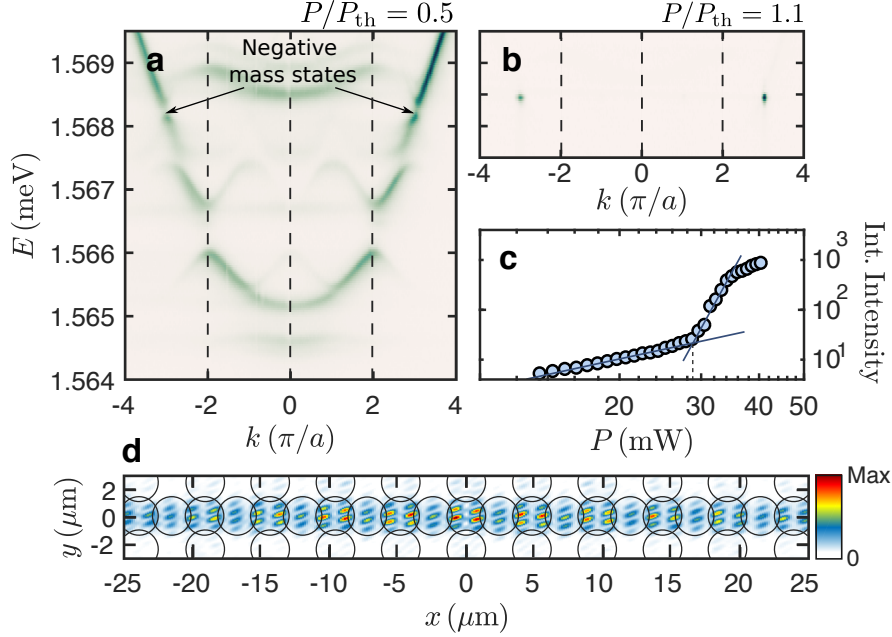 P/P_th = 0.5
P/P_th = 1.1
a
Negative
mass states
1.569
1.568
1.567
1.566
1.565
1.564
E (meV)
-4 -2 0 2 4
k (π/a)
b
-4 -2 0 2 4
k (π/a)
c
10^3
10^2
10^1
Int. Intensity
20 30 40 50
P (mW)
d
2
0
-2
y (μm)
-25 -20 -15 -10 -5 0 5 10 15 20 25
x (μm)
Max
0